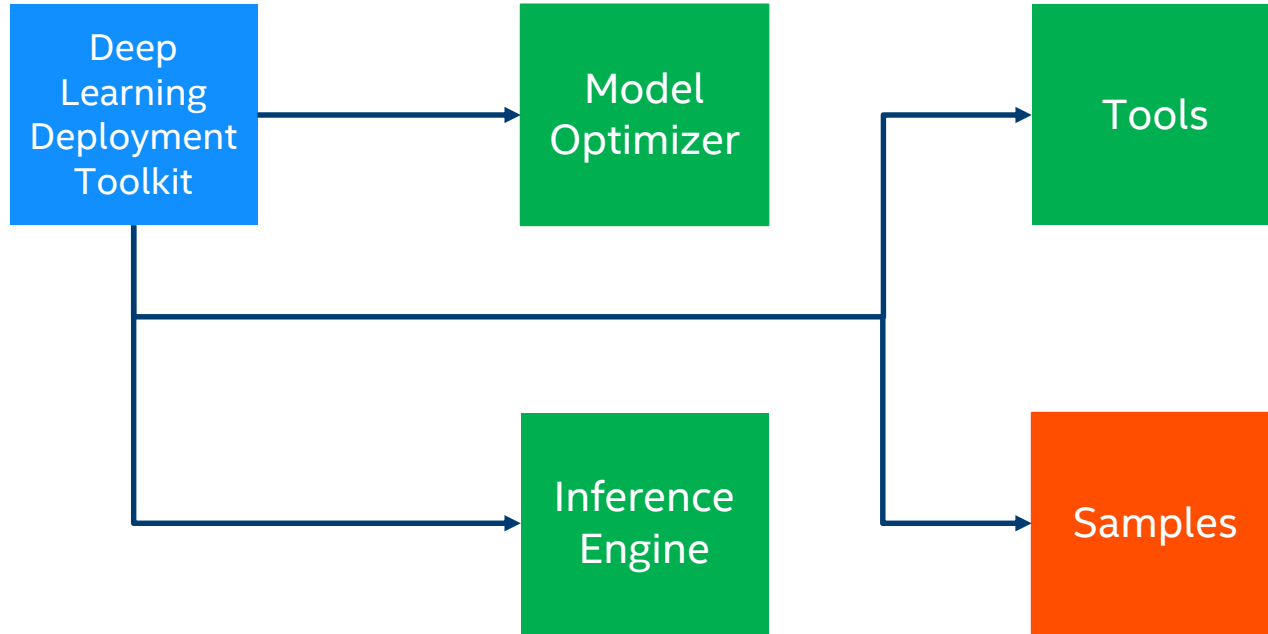 Deep
Learning
Deployment
Toolkit
Model
Optimizer
Tools
Inference
Engine
Samples